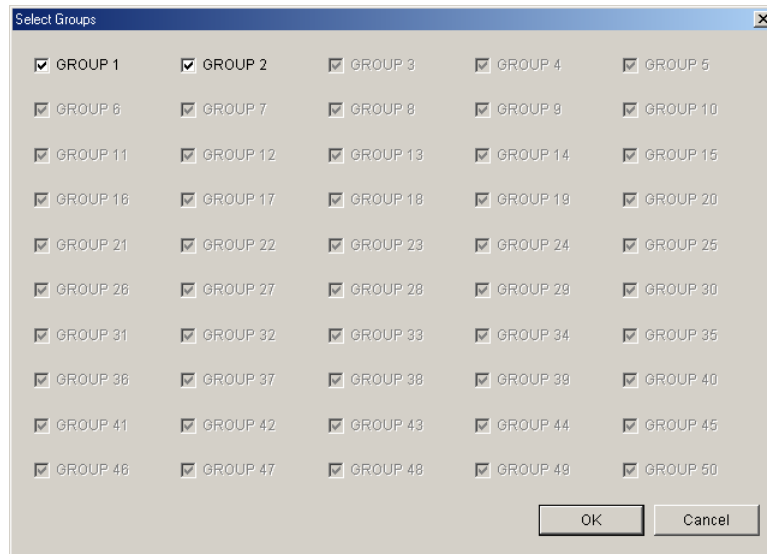 Select Groups
GROUP 1 GROUP 2 GROUP 3 GROUP 4 GROUP 5
GROUP 6 GROUP 7 GROUP 8 GROUP 9 GROUP 10
GROUP 11 GROUP 12 GROUP 13 GROUP 14 GROUP 15
GROUP 16 GROUP 17 GROUP 18 GROUP 19 GROUP 20
GROUP 21 GROUP 22 GROUP 23 GROUP 24 GROUP 25
GROUP 26 GROUP 27 GROUP 28 GROUP 29 GROUP 30
GROUP 31 GROUP 32 GROUP 33 GROUP 34 GROUP 35
GROUP 36 GROUP 37 GROUP 38 GROUP 39 GROUP 40
GROUP 41 GROUP 42 GROUP 43 GROUP 44 GROUP 45
GROUP 46 GROUP 47 GROUP 48 GROUP 49 GROUP 50
OK Cancel